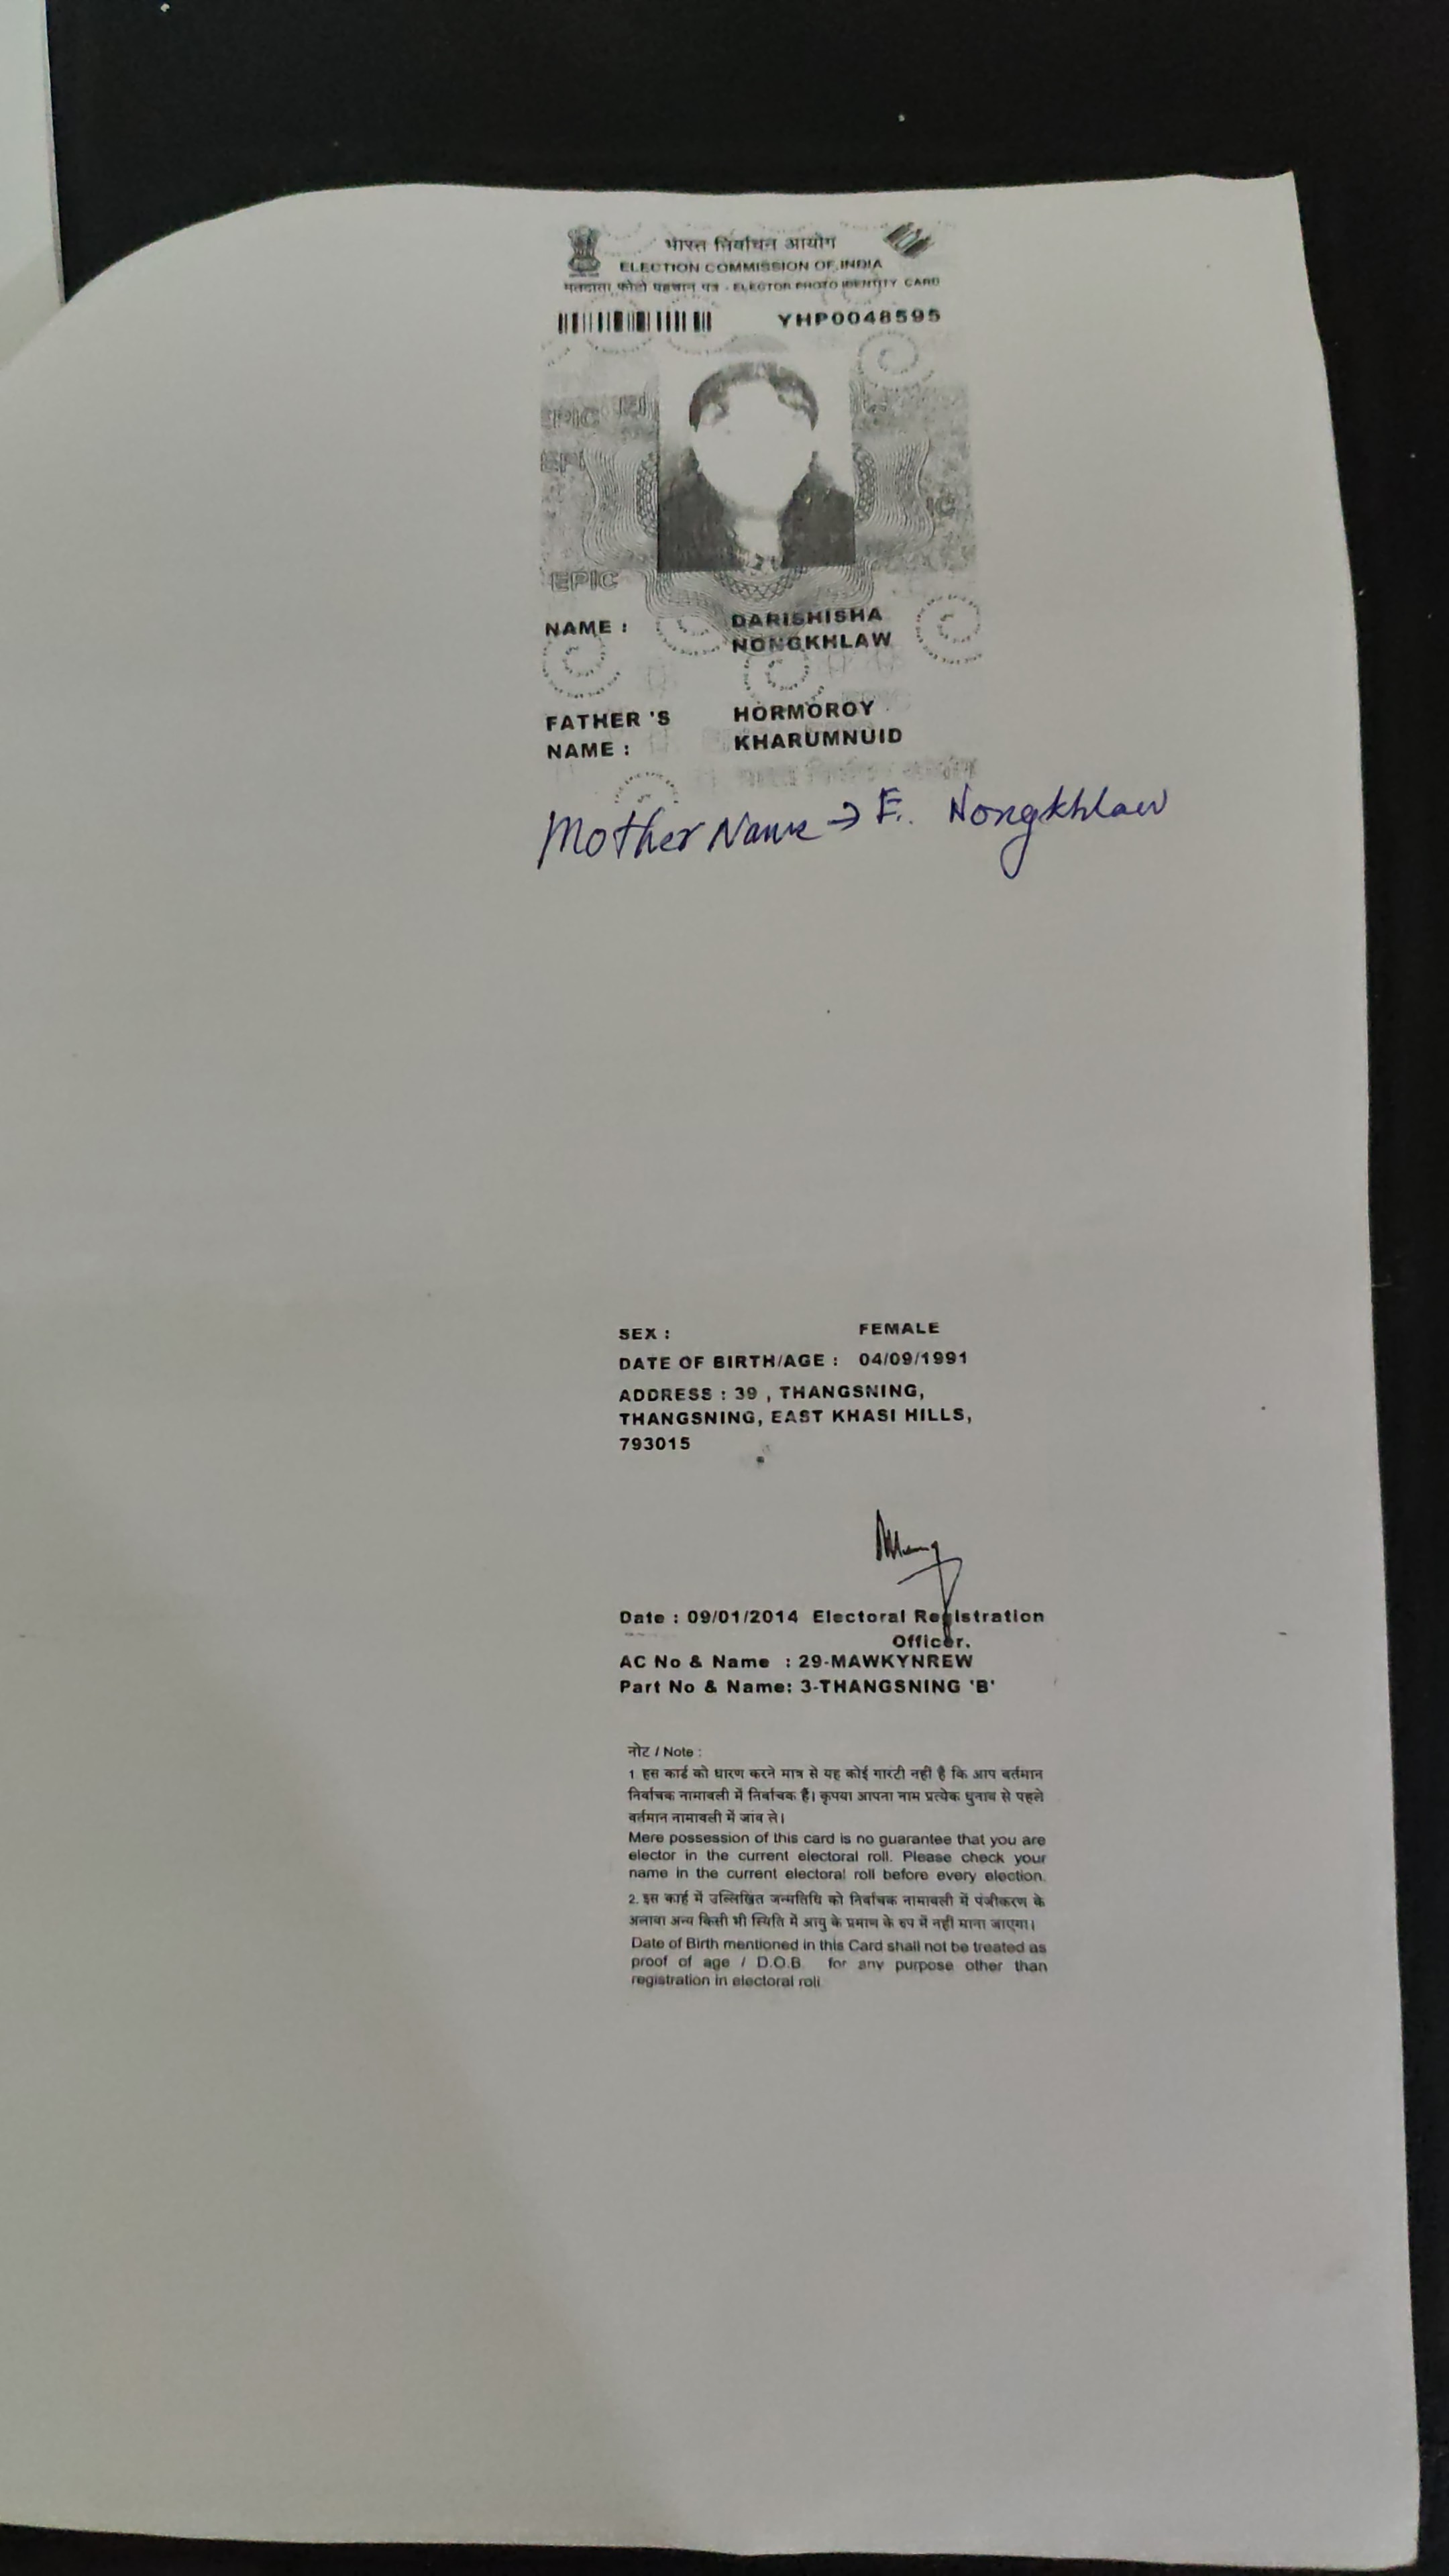 भारत निर्वाचन आयोग
ELECTION COMMISSION OF INDIA
मतदाता फोटो पहचान पत्र - ELECTOR PHOTO IDENTITY CARD
YHP0048595
EPIC
EPIC
NAME : DARISHISHA
NONGKHLAW
FATHER 'S HORMOROY
NAME : KHARUMNUID
Mother Name → E. Nongkhlaw
SEX : FEMALE
DATE OF BIRTH/AGE : 04/09/1991
ADDRESS : 39 , THANGSNING,
THANGSNING, EAST KHASI HILLS,
793015
Date : 09/01/2014 Electoral Registration
Officer.
AC No & Name : 29-MAWKYNREW
Part No & Name: 3-THANGSNING 'B'
नोट / Note :
1 इस कार्ड को धारण करने मात्र से यह कोई गारंटी नहीं है कि आप वर्तमान
निर्वाचक नामावली में निर्वाचक हैं। कृपया आपना नाम प्रत्येक चुनाव से पहले
वर्तमान नामावली में जांच ले।
Mere possession of this card is no guarantee that you are
elector in the current electoral roll. Please check your
name in the current electoral roll before every election.
2. इस कार्ड में उल्लिखित जन्मतिथि को निर्वाचक नामावली में पंजीकरण के
अलावा अन्य किसी भी स्थिति में आयु के प्रमाण के रुप में नहीं माना जाएगा।
Date of Birth mentioned in this Card shall not be treated as
proof of age / D.O.B. for any purpose other than
registration in electoral roll